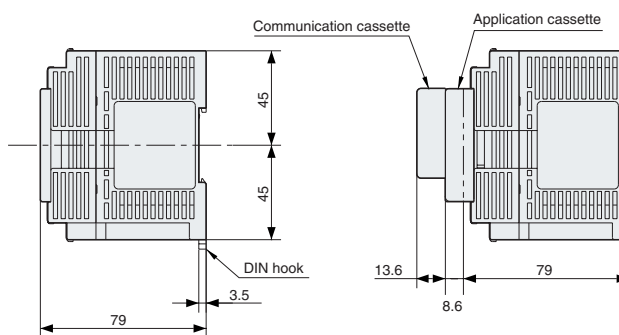 Communication cassette
Application cassette
45
45
DIN hook
3.5
79
13.6
8.6
79